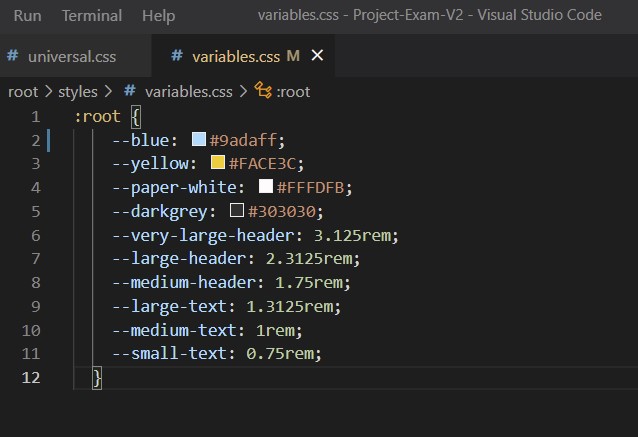 Run Terminal Help variables.css - Project-Exam-V2 - Visual Studio Code
# universal.css # variables.css M ×
root > styles > # variables.css > :root
1 :root {
2 --blue: #9adaff;
3 --yellow: #FACE3C;
4 --paper-white: #FFFDFB;
5 --darkgrey: #303030;
6 --very-large-header: 3.125rem;
7 --large-header: 2.3125rem;
8 --medium-header: 1.75rem;
9 --large-text: 1.3125rem;
10 --medium-text: 1rem;
11 --small-text: 0.75rem;
12 }